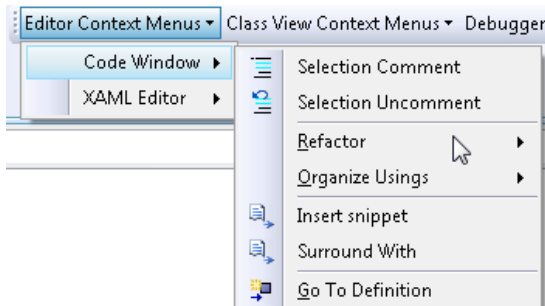 Editor Context Menus Class View Context Menus Debugger
Code Window
XAML Editor
Selection Comment
Selection Uncomment
Refactor
Organize Usings
Insert snippet
Surround With
Go To Definition